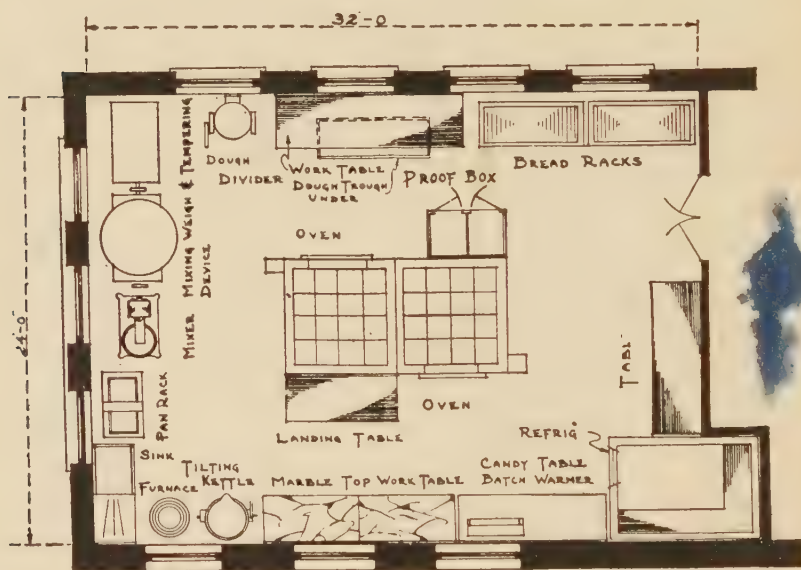 32'-0
24'-0
DOUGH
DIVIDER
WORK TABLE
DOUGH TROUGH
UNDER
PROOF BOX
BREAD RACKS
MIXER MIXING WEIGH & TEMPERING
DEVICE
OVEN
TABL
PAN RACK
OVEN
LANDING TABLE
REFRIG
SINK
FURNACE
TILTING
KETTLE
MARBLE TOP WORK TABLE
CANDY TABLE
BATCH WARMER